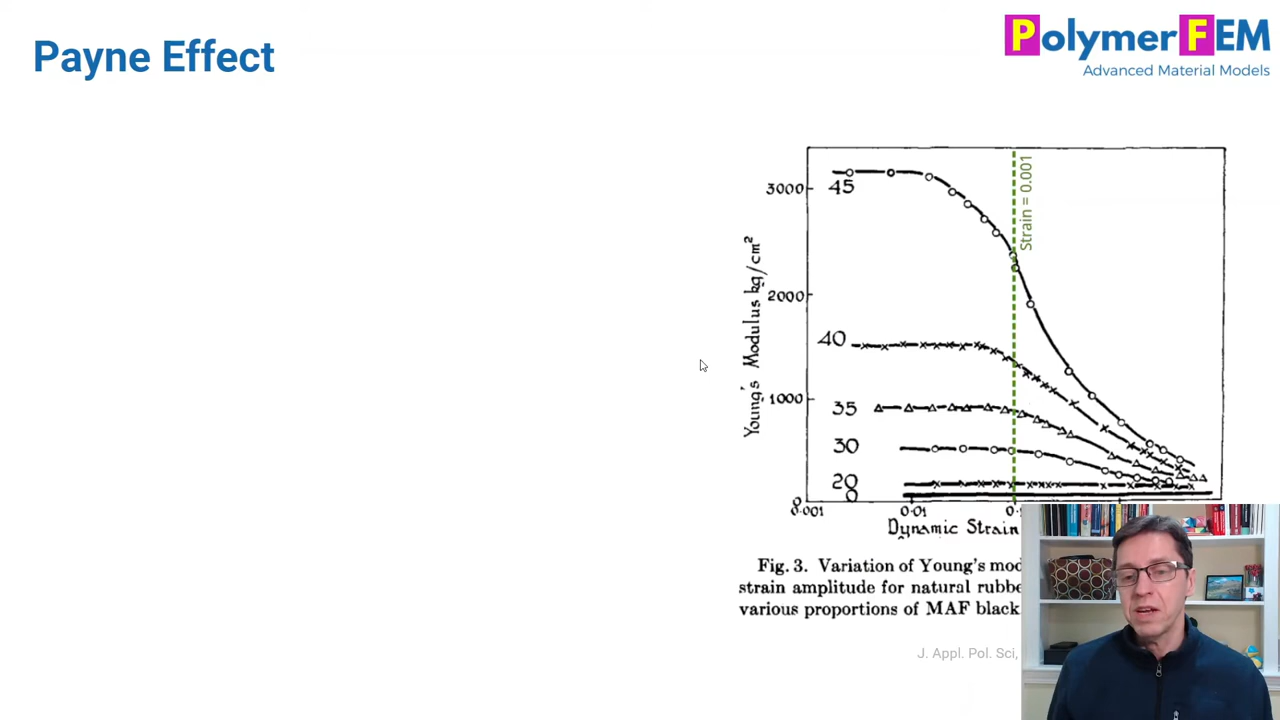 Payne Effect
PolymerFEM
Advanced Material Models
Strain = 0.001
3000
2000
1000
0
Young's Modulus kg/cm²
45
40
35
30
20
0
0.001
0.01
Dynamic Strain
Fig. 3. Variation of Young's
strain amplitude for natural
various proportions of MAF black
J. Appl. Pol. Sci,